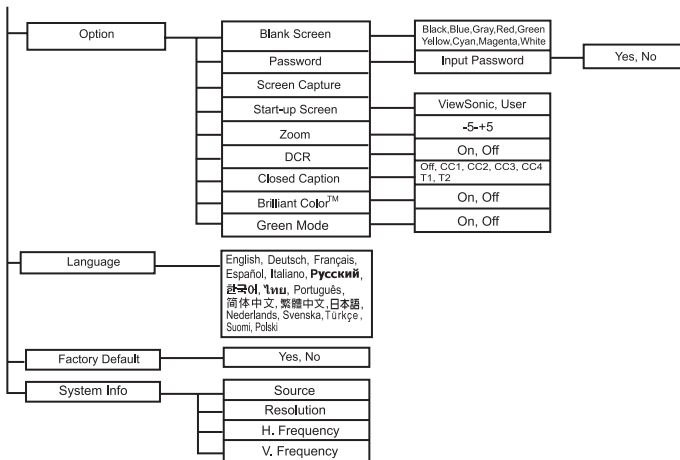 Option
Blank Screen
Black,Blue,Gray,Red,Green
Yellow,Cyan,Magenta,White
Password
Input Password
Yes, No
Screen Capture
Start-up Screen
ViewSonic, User
Zoom
-5-+5
DCR
On, Off
Closed Caption
Off, CC1, CC2, CC3, CC4
T1, T2
Brilliant Color™
On, Off
Green Mode
On, Off
Language
English, Deutsch, Français,
Español, Italiano, Русский,
한국어, ไทย, Português,
简体中文, 繁體中文, 日本語,
Nederlands, Svenska, Türkçe,
Suomi, Polski
Factory Default
Yes, No
System Info
Source
Resolution
H. Frequency
V. Frequency